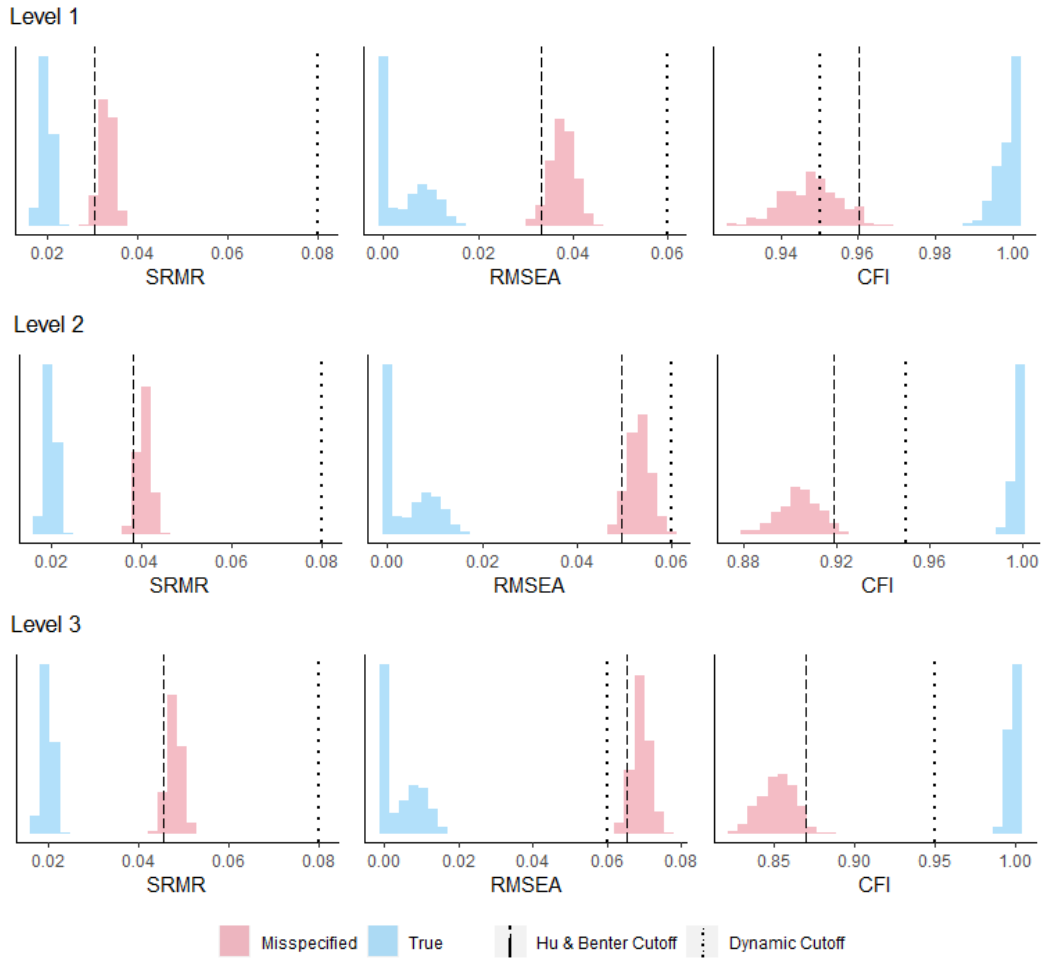 Level 1
0.02 0.04 0.06 0.08
SRMR
0.00 0.02 0.04 0.06
RMSEA
0.94 0.96 0.98 1.00
CFI
Level 2
0.02 0.04 0.06 0.08
SRMR
0.00 0.02 0.04 0.06
RMSEA
0.88 0.92 0.96 1.00
CFI
Level 3
0.02 0.04 0.06 0.08
SRMR
0.00 0.02 0.04 0.06 0.08
RMSEA
0.85 0.90 0.95 1.00
CFI
Misspecified True Hu & Benter Cutoff Dynamic Cutoff